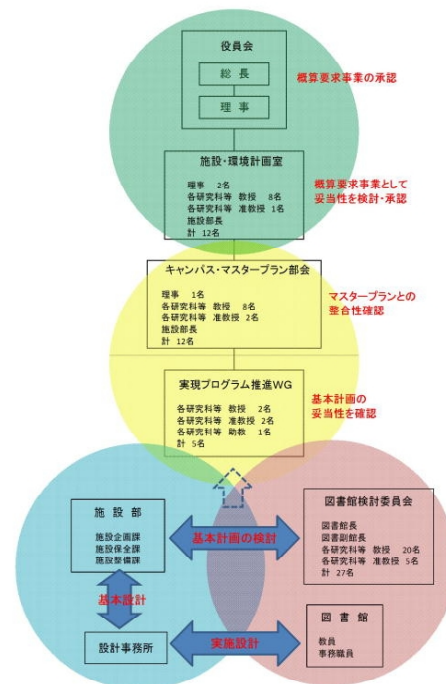 役員会
総 長
理 事
概算要求事業の承認
施設・環境計画室
理事 2名
各研究科等 教授 8名
各研究科等 准教授 1名
施設部長
計 12名
概算要求事業として
妥当性を検討・承認
キャンパス・マスタープラン部会
理事 1名
各研究科等 教授 8名
各研究科等 准教授 2名
施設部長
計 12名
マスタープランとの
整合性確認
実現プログラム推進WG
各研究科等 教授 2名
各研究科等 准教授 2名
各研究科等 助教 1名
計 5名
基本計画の
妥当性を確認
施 設 部
施設企画課
施設保全課
施設整備課
基本計画の検討
図書館検討委員会
図書館長
図書副館長
各研究科等 教授 20名
各研究科等 准教授 5名
計 27名
基本設計
設計事務所
実施設計
図 書 館
教員
事務職員